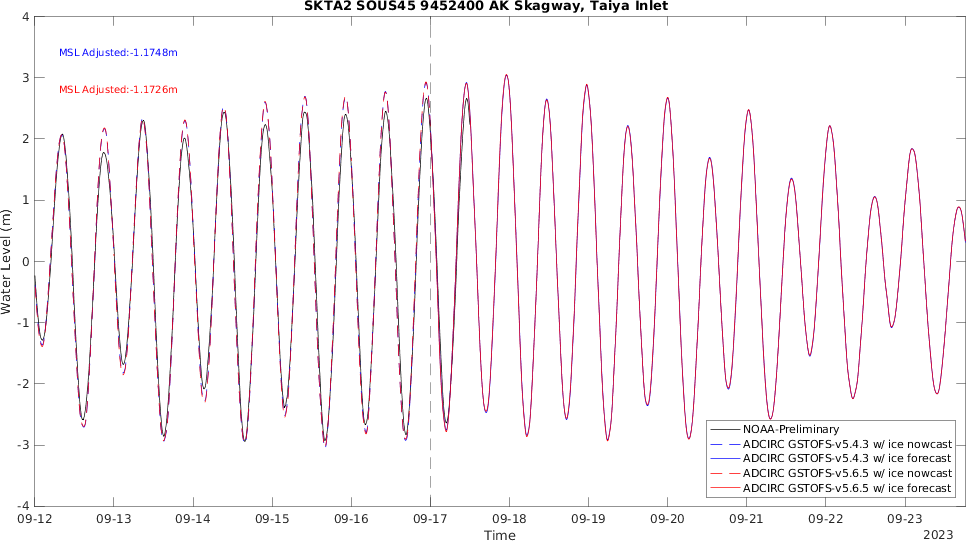 SKTA2 SOUS45 9452400 AK Skagway, Taiya Inlet
MSL Adjusted:-1.1748m
MSL Adjusted:-1.1726m
Water Level (m)
4
3
2
1
0
-1
-2
-3
-4
NOAA-Preliminary
ADCIRC GSTOFS-v5.4.3 w/ ice nowcast
ADCIRC GSTOFS-v5.4.3 w/ ice forecast
ADCIRC GSTOFS-v5.6.5 w/ ice nowcast
ADCIRC GSTOFS-v5.6.5 w/ ice forecast
09-12 09-13 09-14 09-15 09-16 09-17 09-18 09-19 09-20 09-21 09-22 09-23
Time
2023